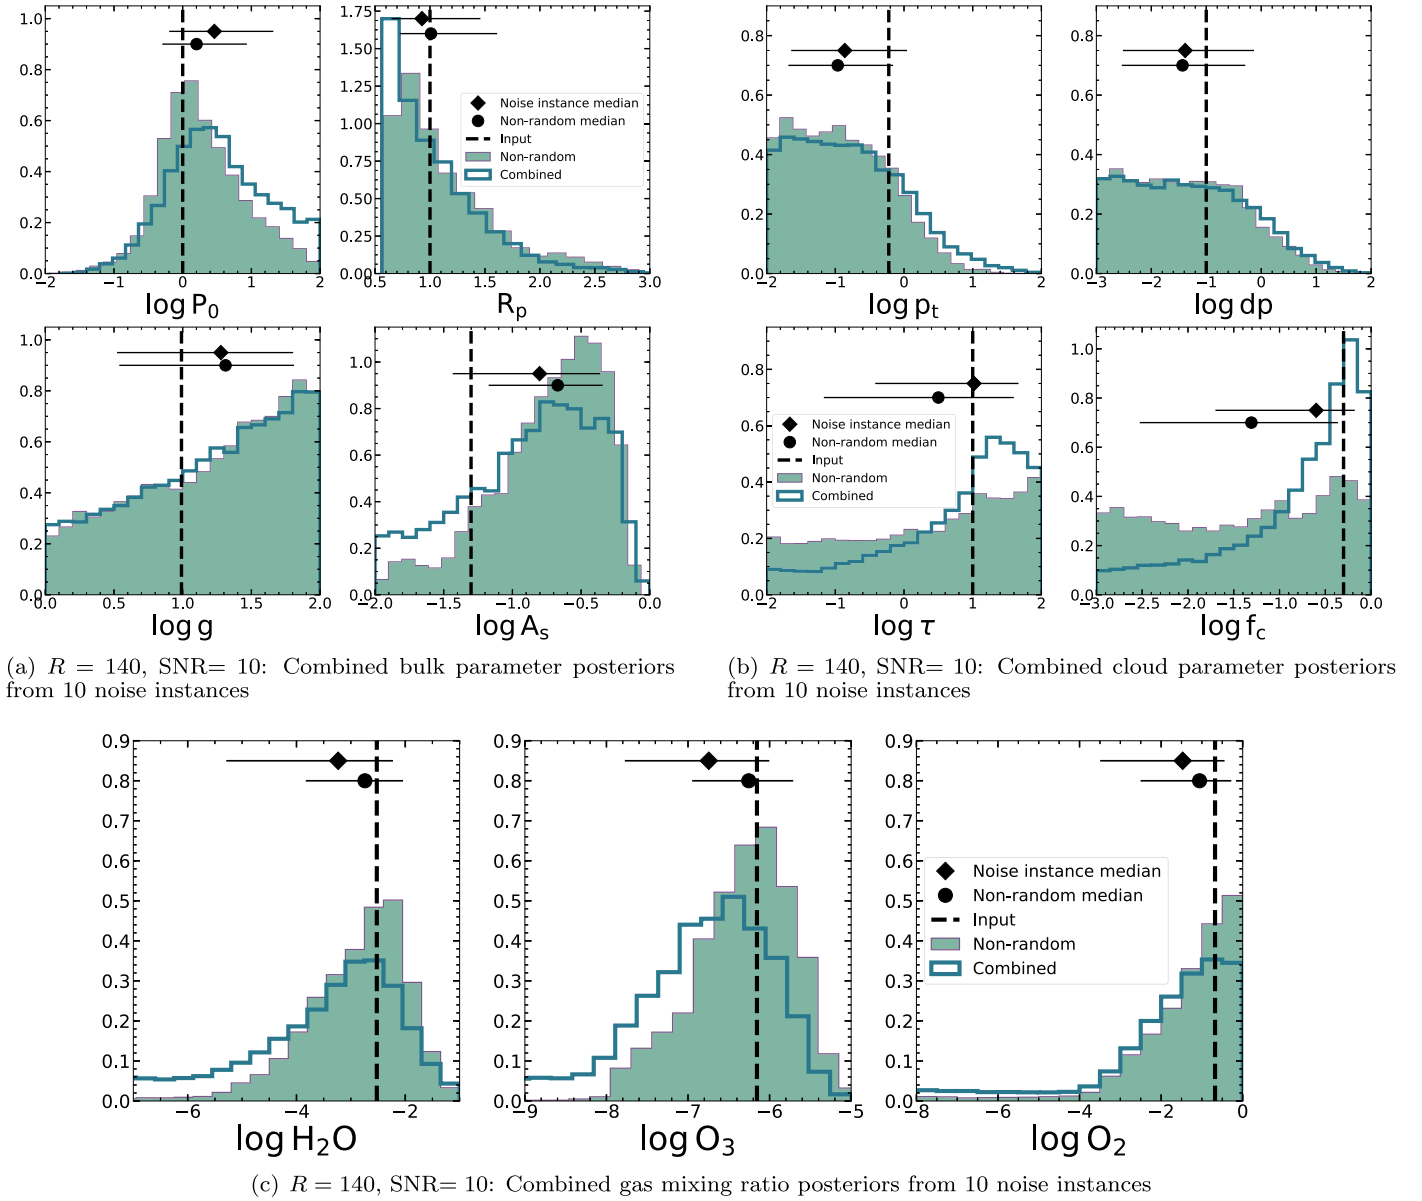 1.0
0.8
0.6
0.4
0.2
0.0
−2 −1 0 1 2
log P0
1.75
1.50
1.25
1.00
0.75
0.50
0.25
0.00
0.5 1.0 1.5 2.0 2.5 3.0
Rp
Noise instance median
Non-random median
Input
Non-random
Combined
0.8
0.6
0.4
0.2
0.0
−2 −1 0 1 2
log pt
0.8
0.6
0.4
0.2
0.0
−3 −2 −1 0 1 2
log dp
1.0
0.8
0.6
0.4
0.2
0.0
0.0 0.5 1.0 1.5 2.0
log g
1.0
0.8
0.6
0.4
0.2
0.0
−2.0 −1.5 −1.0 −0.5 0.0
log As
1.0
0.8
0.6
0.4
0.2
0.0
−2 −1 0 1 2
log τ
Noise instance median
Non-random median
Input
Non-random
Combined
1.0
0.8
0.6
0.4
0.2
0.0
−3.0 −2.5 −2.0 −1.5 −1.0 −0.5 0.0
log fc
(a) R = 140, SNR= 10: Combined bulk parameter posteriors
from 10 noise instances
(b) R = 140, SNR= 10: Combined cloud parameter posteriors
from 10 noise instances
0.9
0.8
0.7
0.6
0.5
0.4
0.3
0.2
0.1
0.0
−6 −4 −2
log H2O
0.9
0.8
0.7
0.6
0.5
0.4
0.3
0.2
0.1
0.0
−9 −8 −7 −6 −5
log O3
0.9
0.8
0.7
0.6
0.5
0.4
0.3
0.2
0.1
0.0
−8 −6 −4 −2 0
log O2
Noise instance median
Non-random median
Input
Non-random
Combined
(c) R = 140, SNR= 10: Combined gas mixing ratio posteriors from 10 noise instances